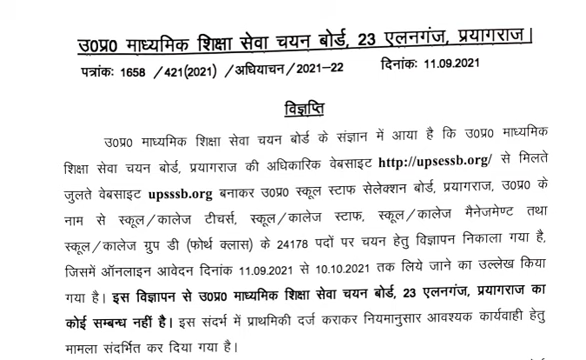 उ0प्र0 माध्यमिक शिक्षा सेवा चयन बोर्ड, 23 एलनगंज, प्रयागराज।
पत्रांकः 1658 /421(2021) /अधियाचन/2021-22 दिनांकः 11.09.2021
विज्ञप्ति
उ0प्र0 माध्यमिक शिक्षा सेवा चयन बोर्ड के संज्ञान में आया है कि उ0प्र0 माध्यमिक
शिक्षा सेवा चयन बोर्ड, प्रयागराज की अधिकारिक वेबसाइट http://upsessb.org/ से मिलते
जुलते वेबसाइट upsssb.org बनाकर उ0प्र0 स्कूल स्टाफ सेलेक्शन बोर्ड, प्रयागराज, उ0प्र0 के
नाम से स्कूल/कालेज टीचर्स, स्कूल/कालेज स्टाफ, स्कूल/कालेज मैनेजमेण्ट तथा
स्कूल/कालेज ग्रुप डी (फोर्थ क्लास) के 24178 पदों पर चयन हेतु विज्ञापन निकाला गया है,
जिसमें ऑनलाइन आवेदन दिनांक 11.09.2021 से 10.10.2021 तक लिये जाने का उल्लेख किया
गया है। इस विज्ञापन से उ0प्र0 माध्यमिक शिक्षा सेवा चयन बोर्ड, 23 एलनगंज, प्रयागराज का
कोई सम्बन्ध नहीं है। इस संदर्भ में प्राथमिकी दर्ज कराकर नियमानुसार आवश्यक कार्यवाही हेतु
मामला संदर्भित कर दिया गया है।